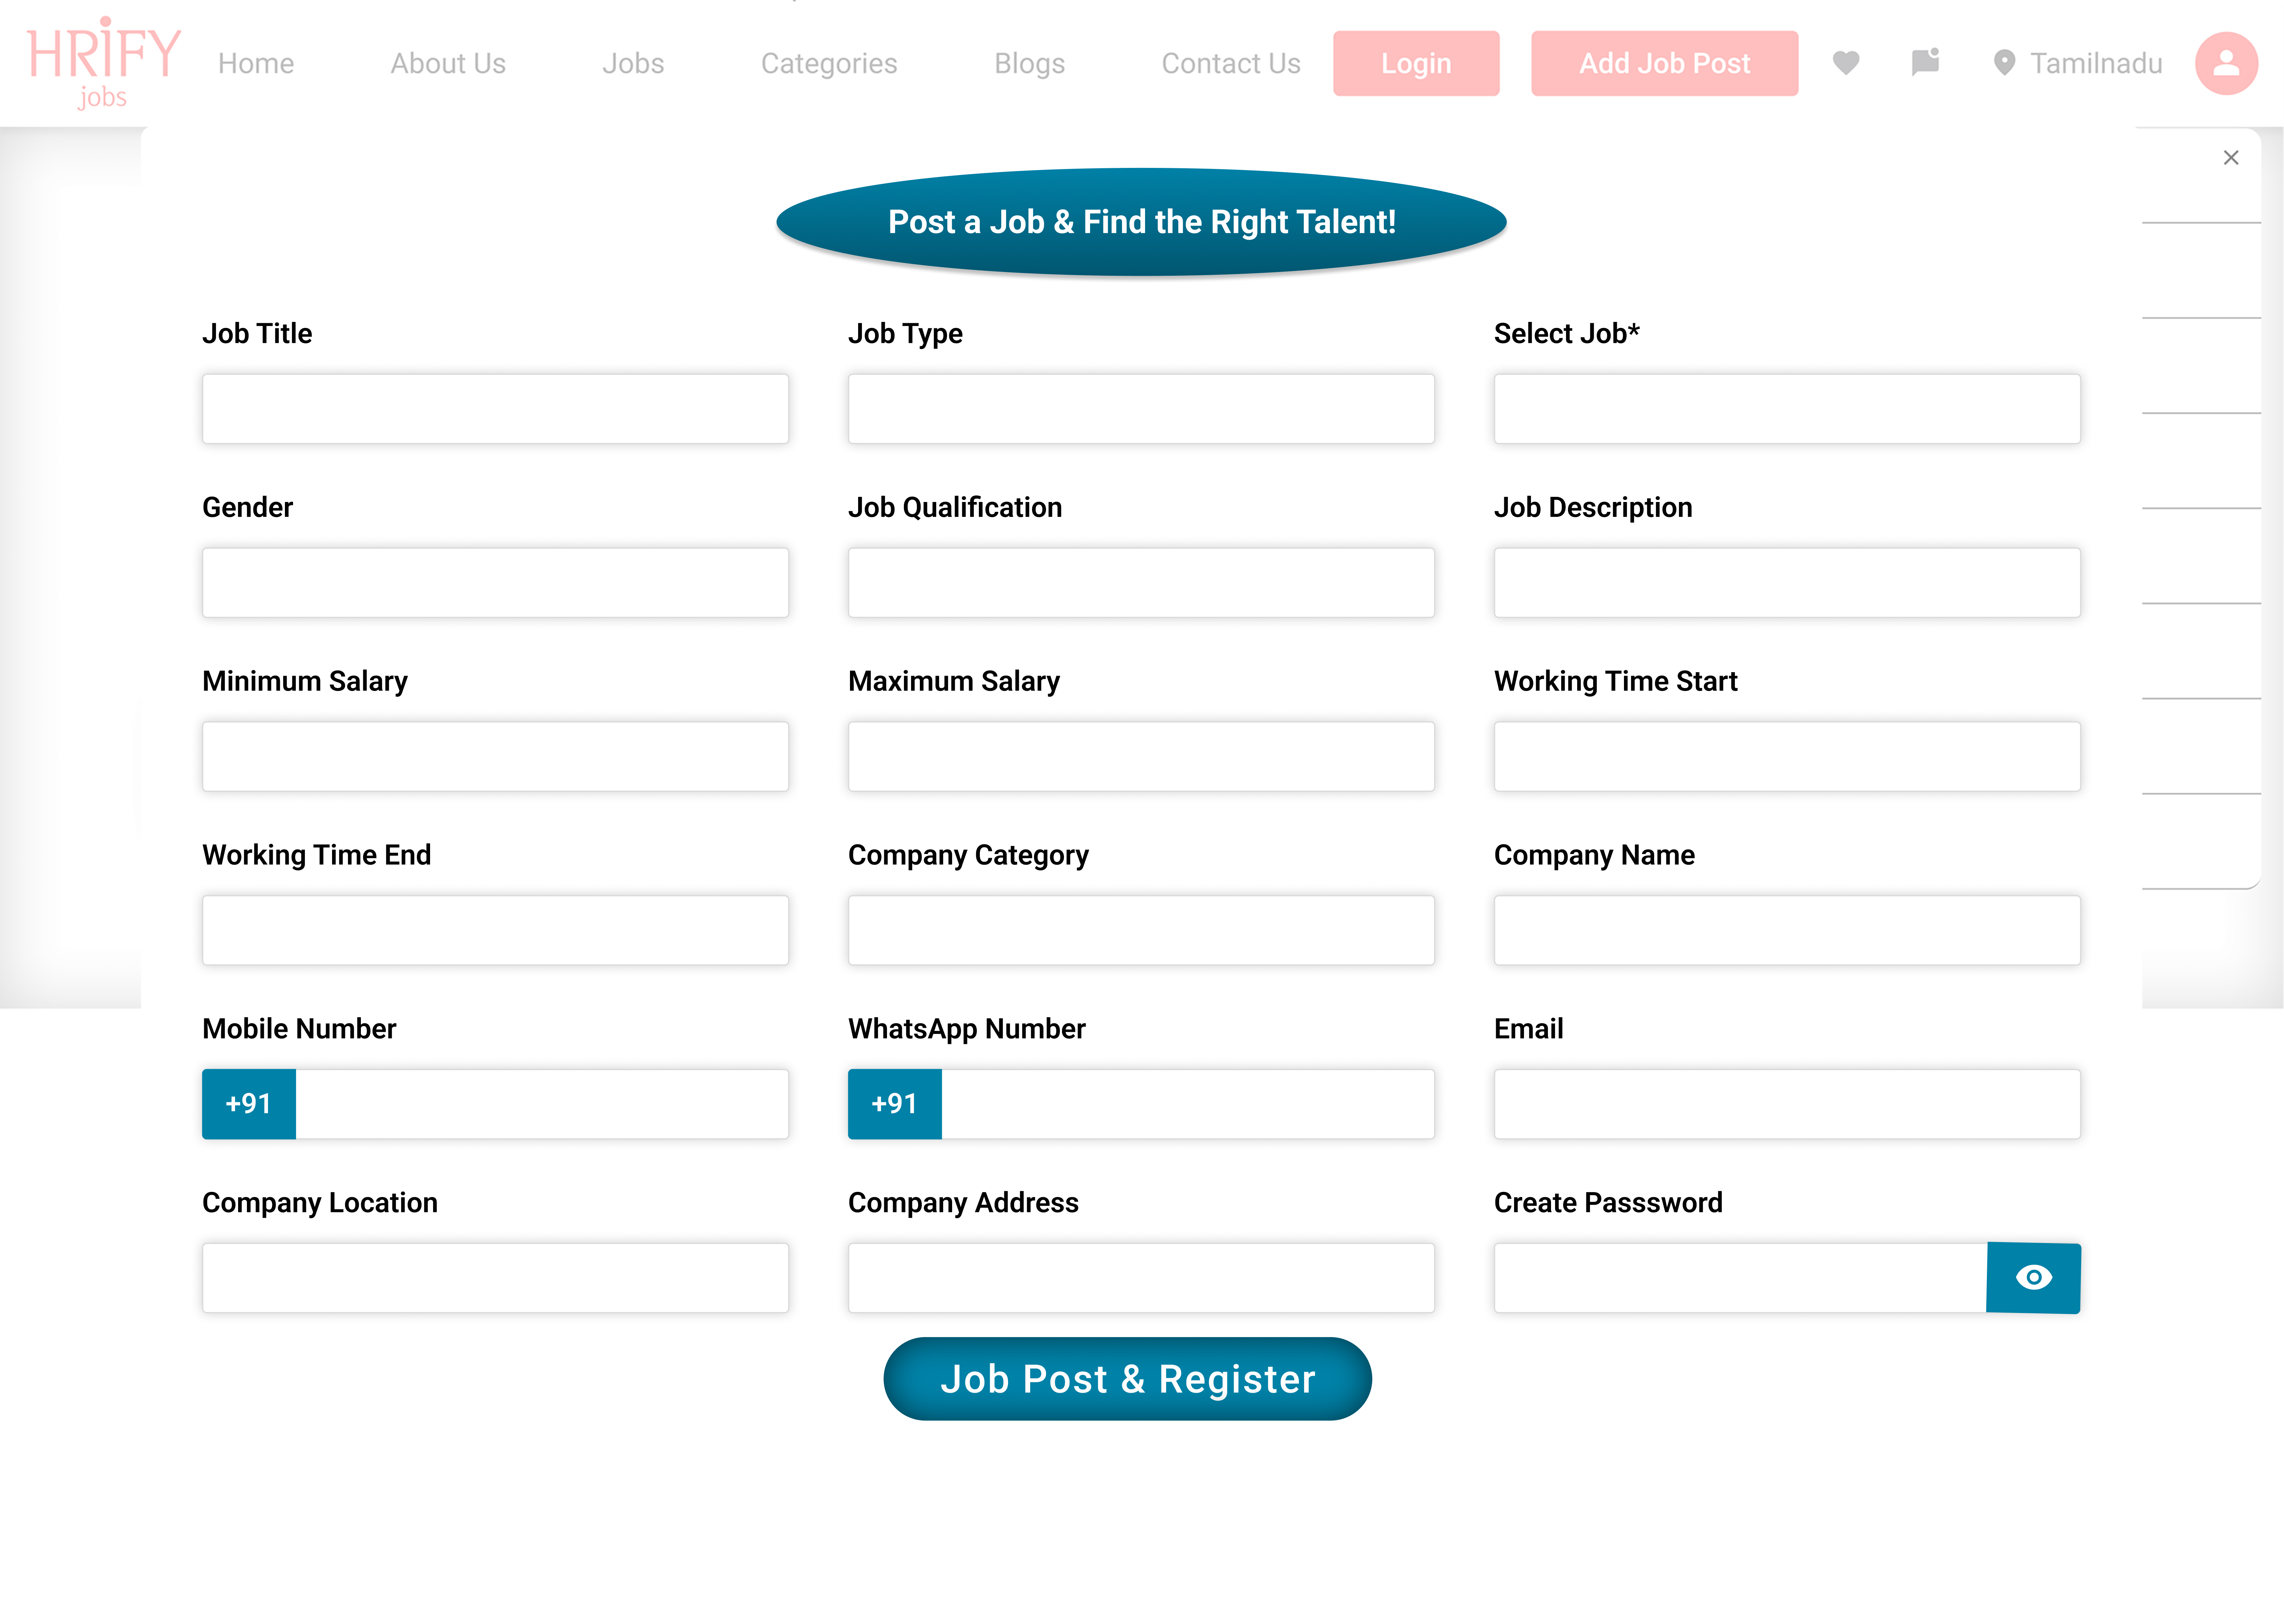 HRiFY
jobs
Home About Us Jobs Categories Blogs Contact Us Login Add Job Post Tamilnadu
Post a Job & Find the Right Talent!
Job Title Job Type Select Job*
Gender Job Qualification Job Description
Minimum Salary Maximum Salary Working Time Start
Working Time End Company Category Company Name
Mobile Number WhatsApp Number Email
+91 +91
Company Location Company Address Create Passsword
Job Post & Register